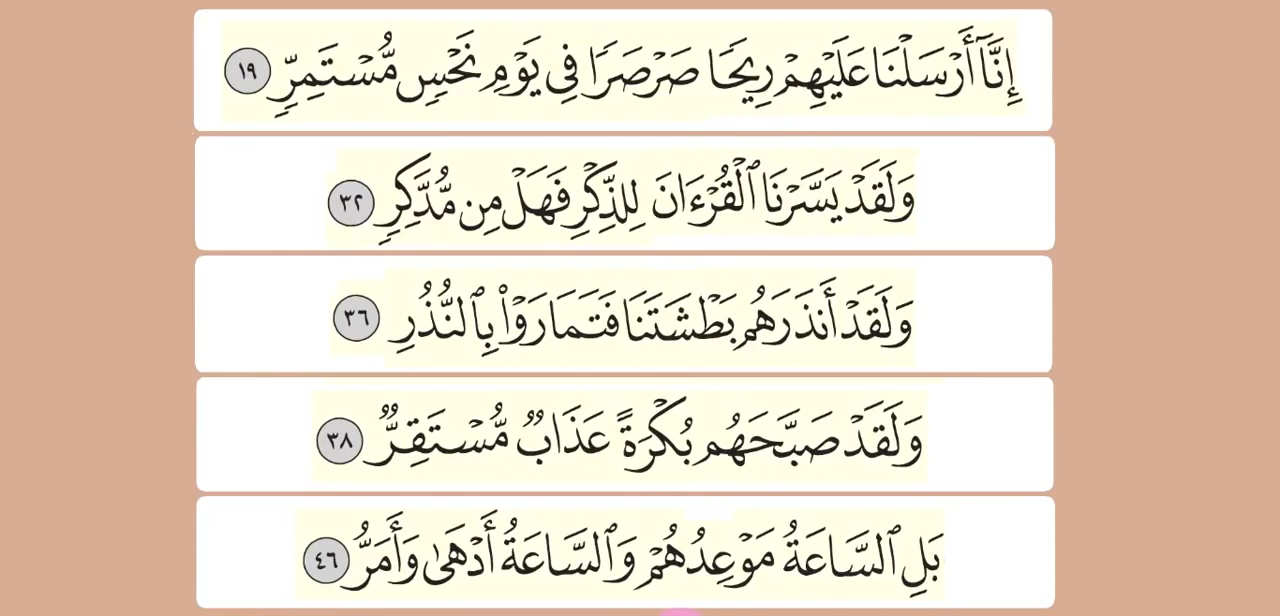 إِنَّآ أَرْسَلْنَا عَلَيْهِمْ رِيحًا صَرْصَرًا فِى يَوْمِ نَحْسٍ مُّسْتَمِرٍّ ١٩
وَلَقَدْ يَسَّرْنَا ٱلْقُرْءَانَ لِلذِّكْرِ فَهَلْ مِن مُّدَّكِرٍ ٣٢
وَلَقَدْ أَنذَرَهُم بَطْشَتَنَا فَتَمَارَوْا۟ بِٱلنُّذُرِ ٣٦
وَلَقَدْ صَبَّحَهُم بُكْرَةً عَذَابٌ مُّسْتَقِرٌّ ٣٨
بَلِ ٱلسَّاعَةُ مَوْعِدُهُمْ وَٱلسَّاعَةُ أَدْهَىٰ وَأَمَرُّ ٤٦